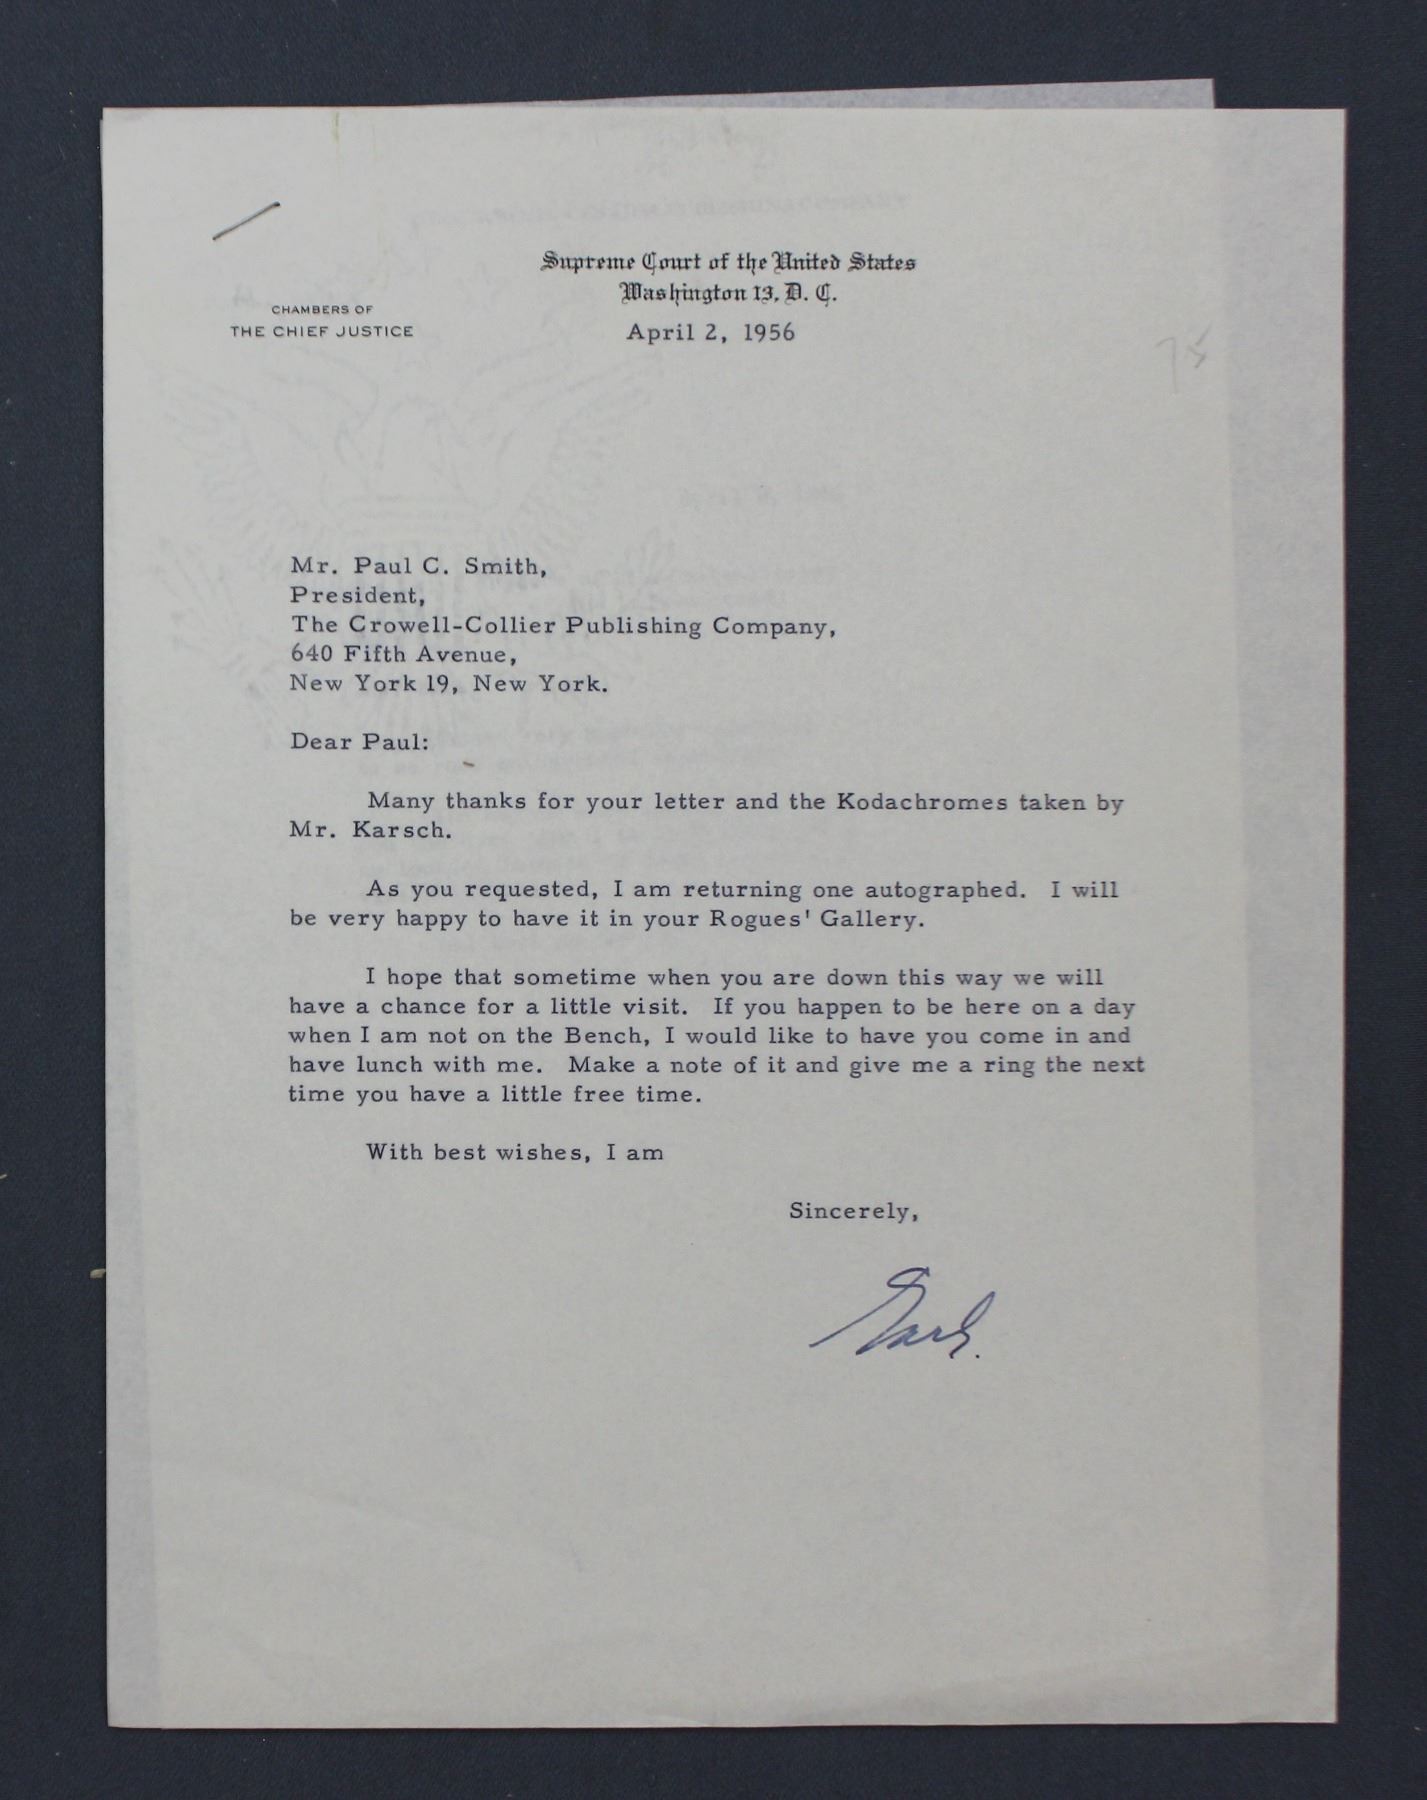 Supreme Court of the United States
Washington 13, D. C.
CHAMBERS OF
THE CHIEF JUSTICE
April 2, 1956
75
Mr. Paul C. Smith,
President,
The Crowell-Collier Publishing Company,
640 Fifth Avenue,
New York 19, New York.
Dear Paul:
Many thanks for your letter and the Kodachromes taken by
Mr. Karsch.
As you requested, I am returning one autographed. I will
be very happy to have it in your Rogues' Gallery.
I hope that sometime when you are down this way we will
have a chance for a little visit. If you happen to be here on a day
when I am not on the Bench, I would like to have you come in and
have lunch with me. Make a note of it and give me a ring the next
time you have a little free time.
With best wishes, I am
Sincerely,
Earl.